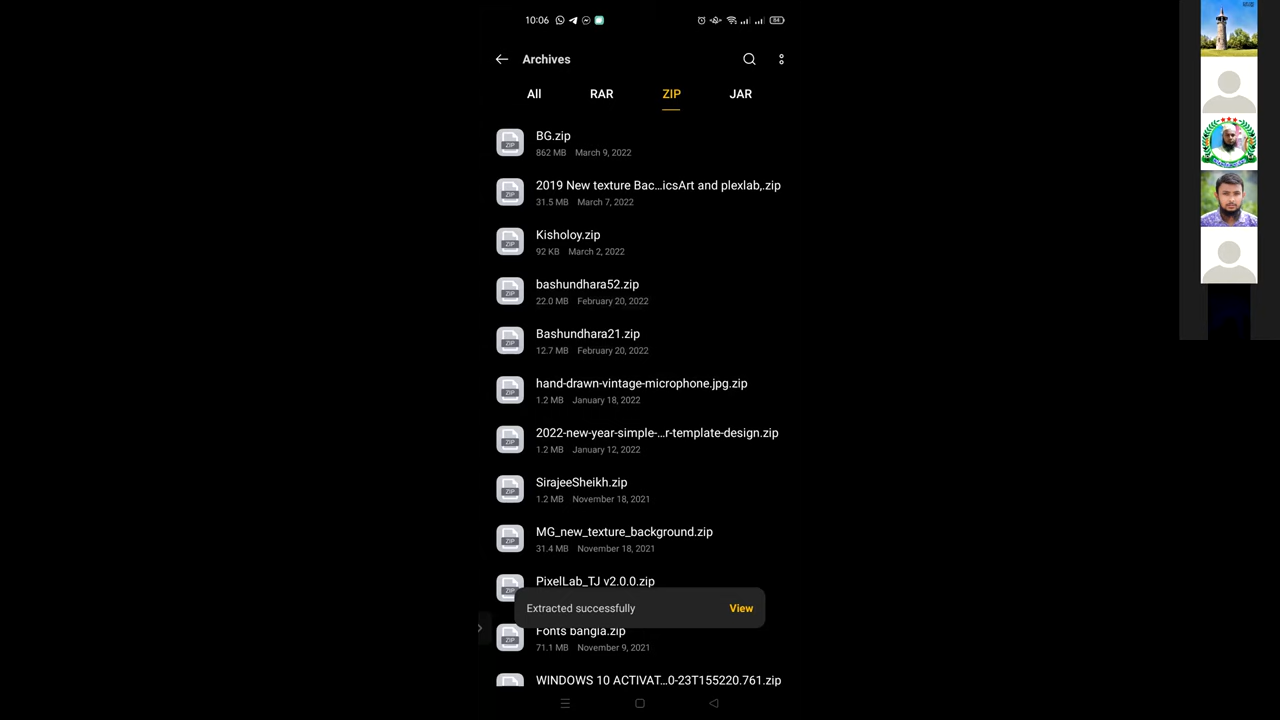 10:06
84
Archives
All RAR ZIP JAR
BG.zip
862 MB March 9, 2022
2019 New texture Bac...icsArt and plexlab,.zip
31.5 MB March 7, 2022
Kisholoy.zip
92 KB March 2, 2022
bashundhara52.zip
22.0 MB February 20, 2022
Bashundhara21.zip
12.7 MB February 20, 2022
hand-drawn-vintage-microphone.jpg.zip
1.2 MB January 18, 2022
2022-new-year-simple-...r-template-design.zip
1.2 MB January 12, 2022
SirajeeSheikh.zip
1.2 MB November 18, 2021
MG_new_texture_background.zip
31.4 MB November 18, 2021
PixelLab_TJ v2.0.0.zip
Extracted successfully View
Fonts bangla.zip
71.1 MB November 9, 2021
WINDOWS 10 ACTIVAT...0-23T155220.761.zip